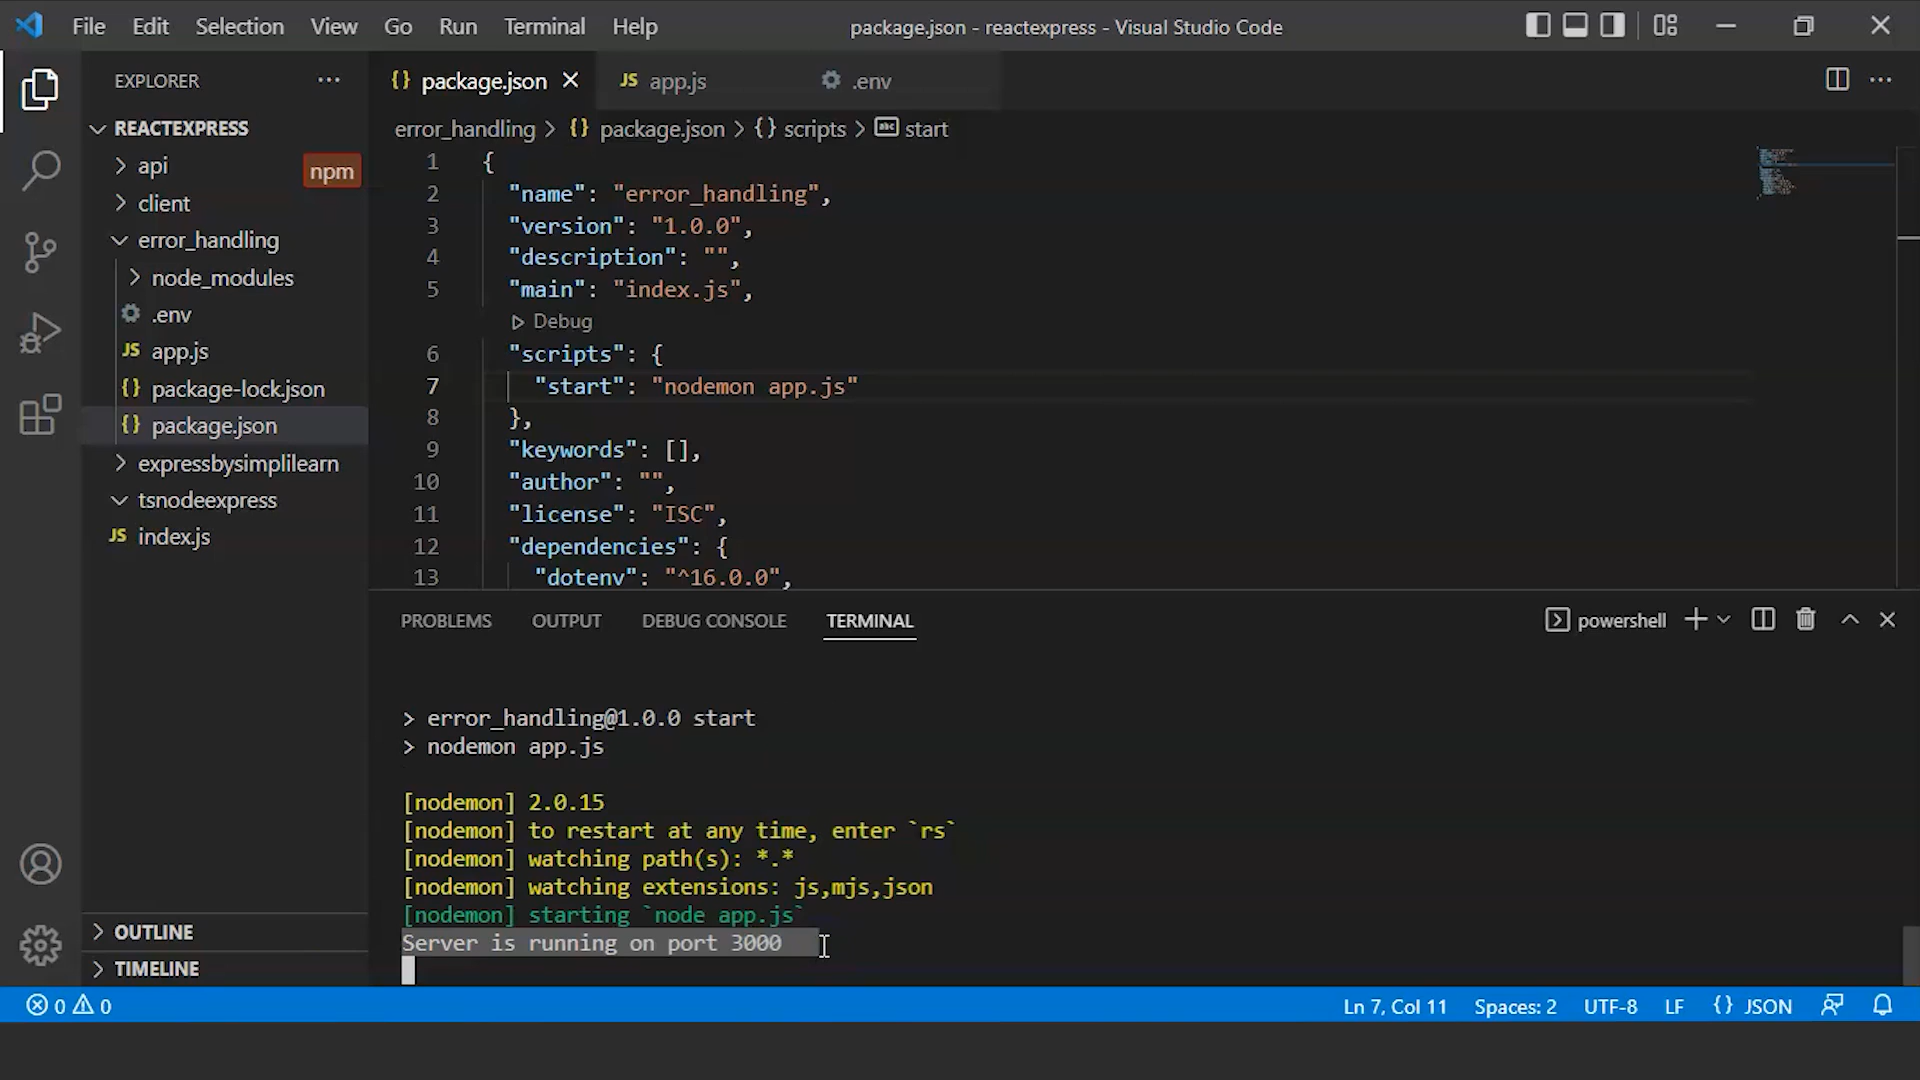 File Edit Selection View Go Run Terminal Help package.json - reactexpress - Visual Studio Code
EXPLORER
REACTEXPRESS
api
npm
client
error_handling
node_modules
.env
app.js
package-lock.json
package.json
expressbysimplilearn
tsnodeexpress
index.js
OUTLINE
TIMELINE
package.json app.js .env
error_handling > {} package.json > {} scripts > abc start
1 {
2 "name": "error_handling",
3 "version": "1.0.0",
4 "description": "",
5 "main": "index.js",
Debug
6 "scripts": {
7 "start": "nodemon app.js"
8 },
9 "keywords": [],
10 "author": "",
11 "license": "ISC",
12 "dependencies": {
13 "dotenv": "^16.0.0",
PROBLEMS OUTPUT DEBUG CONSOLE TERMINAL powershell
> error_handling@1.0.0 start
> nodemon app.js
[nodemon] 2.0.15
[nodemon] to restart at any time, enter `rs`
[nodemon] watching path(s): *.*
[nodemon] watching extensions: js,mjs,json
[nodemon] starting `node app.js`
Server is running on port 3000
0 0 Ln 7, Col 11 Spaces: 2 UTF-8 LF {} JSON